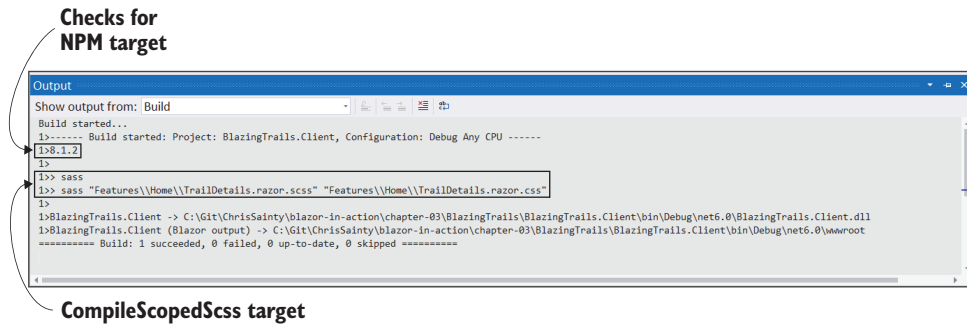 Checks for
NPM target
Output
Show output from: Build
Build started...
1>------ Build started: Project: BlazingTrails.Client, Configuration: Debug Any CPU ------
1>8.1.2
1>
1>> sass
1>> sass "Features\\Home\\TrailDetails.razor.scss" "Features\\Home\\TrailDetails.razor.css"
1>
1>BlazingTrails.Client -> C:\Git\ChrisSainty\blazor-in-action\chapter-03\BlazingTrails\BlazingTrails.Client\bin\Debug\net6.0\BlazingTrails.Client.dll
1>BlazingTrails.Client (Blazor output) -> C:\Git\ChrisSainty\blazor-in-action\chapter-03\BlazingTrails\BlazingTrails.Client\bin\Debug\net6.0\wwwroot
========== Build: 1 succeeded, 0 failed, 0 up-to-date, 0 skipped ==========
CompileScopedScss target